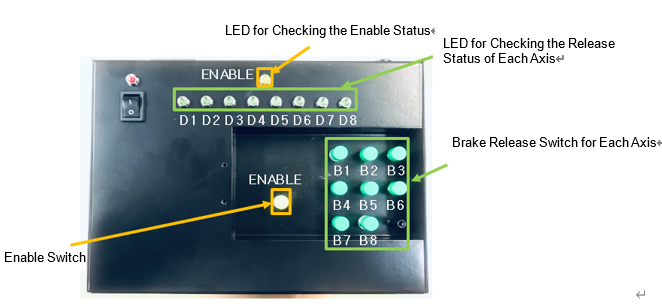 LED for Checking the Enable Status
LED for Checking the Release
Status of Each Axis
ENABLE
D1 D2 D3 D4 D5 D6 D7 D8
Brake Release Switch for Each Axis
B1 B2 B3
ENABLE
B4 B5 B6
B7 B8
Enable Switch